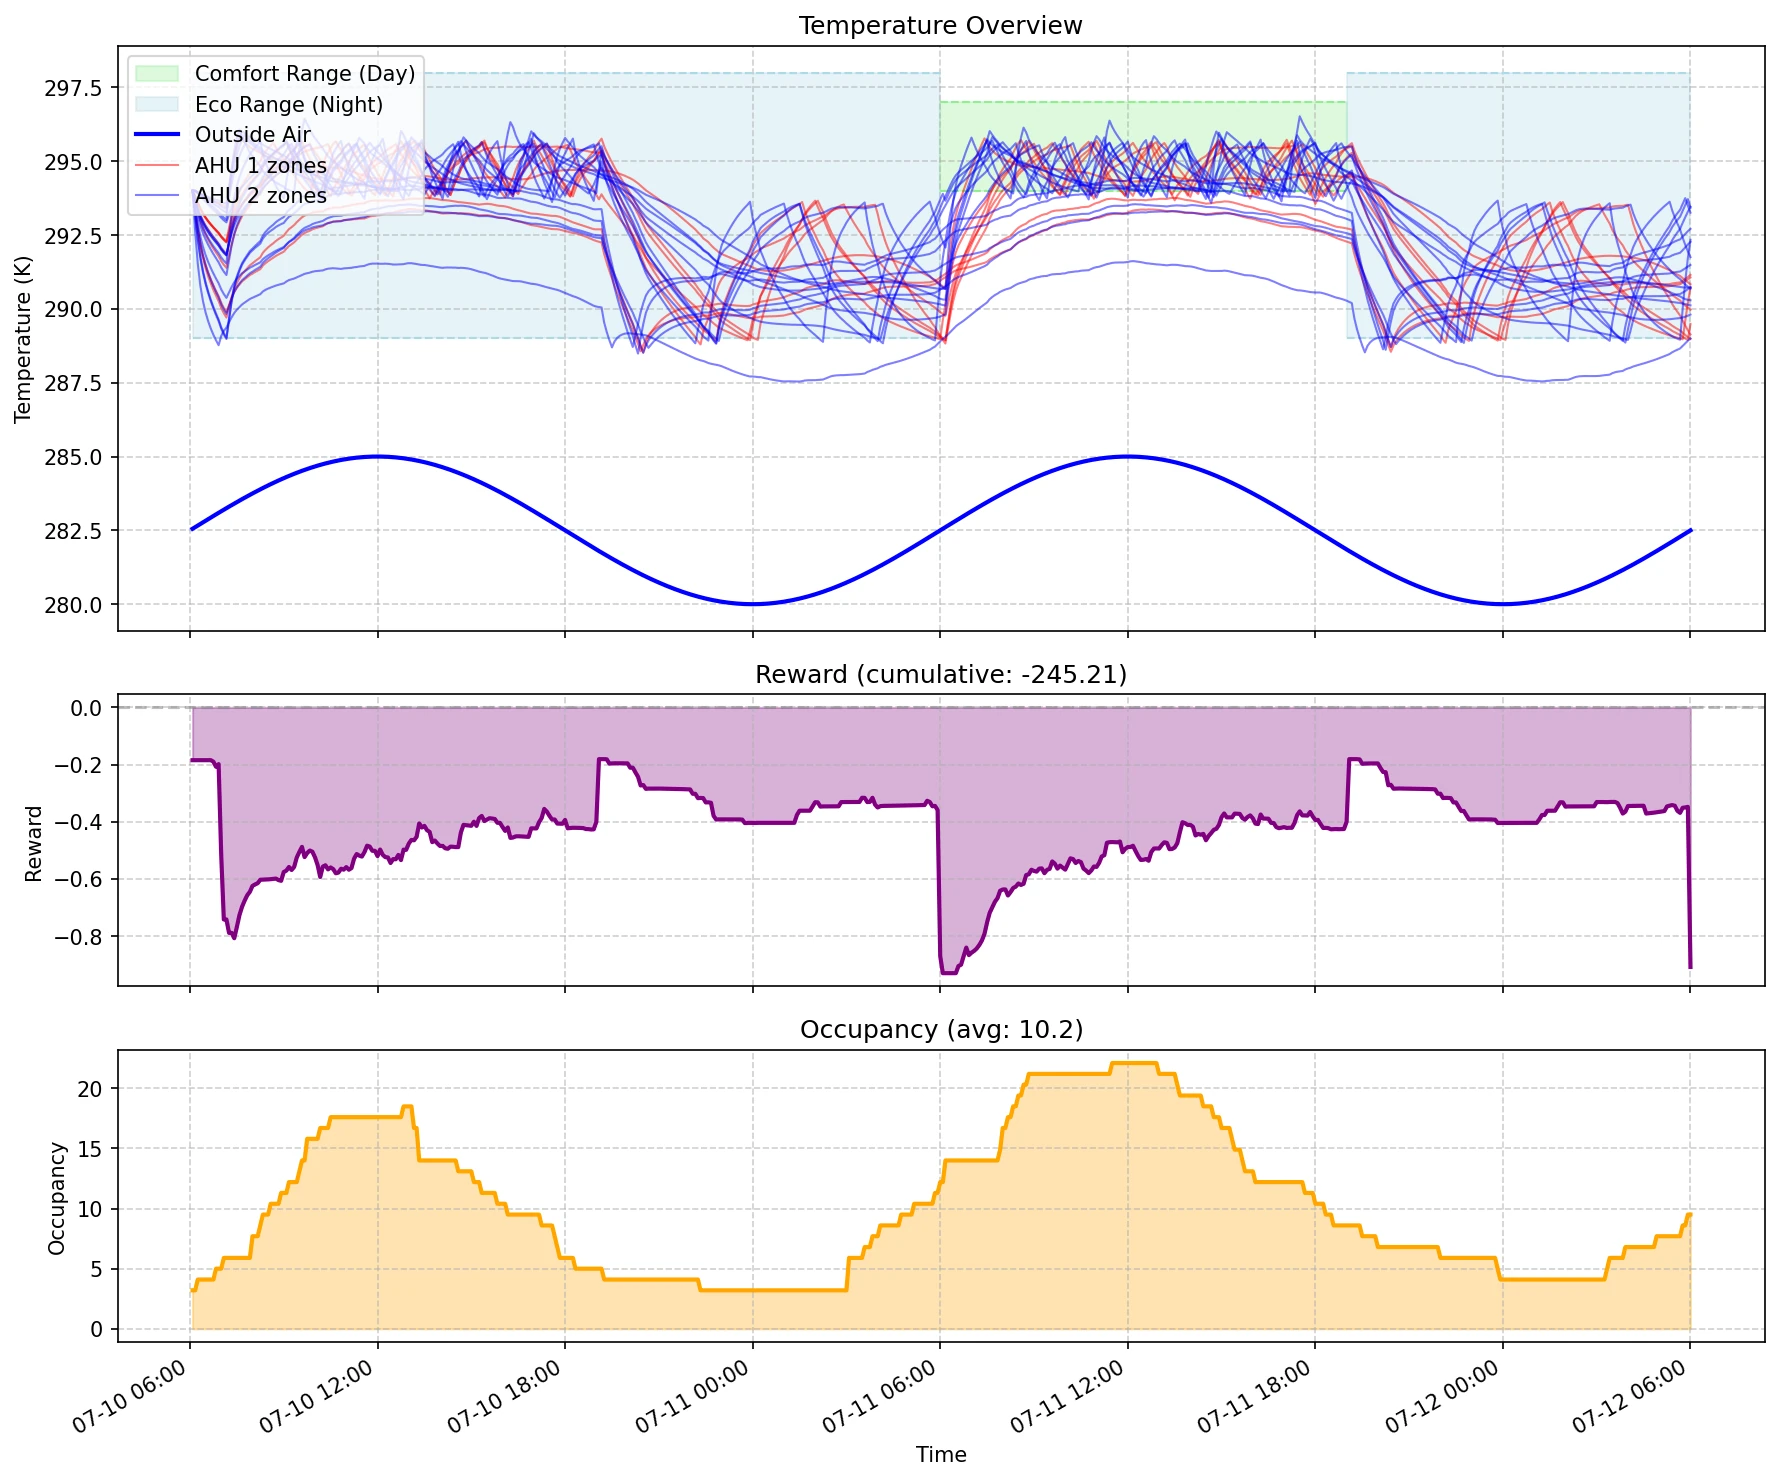 Temperature Overview
Comfort Range (Day)
Eco Range (Night)
Outside Air
AHU 1 zones
AHU 2 zones
Temperature (K)
297.5
295.0
292.5
290.0
287.5
285.0
282.5
280.0
Reward (cumulative: -245.21)
Reward
0.0
−0.2
−0.4
−0.6
−0.8
Occupancy (avg: 10.2)
Occupancy
20
15
10
5
0
07-10 06:00
07-10 12:00
07-10 18:00
07-11 00:00
07-11 06:00
07-11 12:00
07-11 18:00
07-12 00:00
07-12 06:00
Time